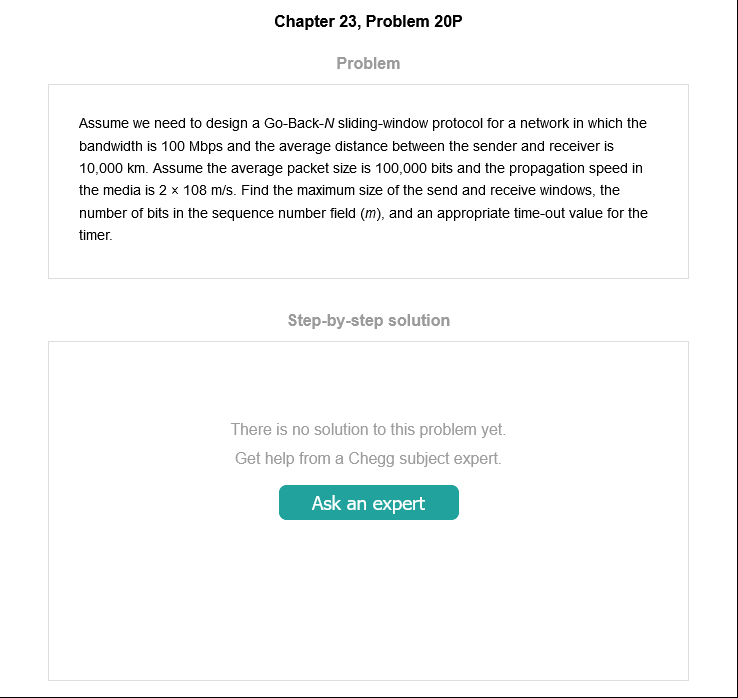 Chapter 23, Problem 20P
Problem
Assume we need to design a Go-Back-N sliding-window protocol for a network in which the
bandwidth is 100 Mbps and the average distance between the sender and receiver is
10,000 km. Assume the average packet size is 100,000 bits and the propagation speed in
the media is 2 × 108 m/s. Find the maximum size of the send and receive windows, the
number of bits in the sequence number field (m), and an appropriate time-out value for the
timer.
Step-by-step solution
There is no solution to this problem yet.
Get help from a Chegg subject expert.
Ask an expert